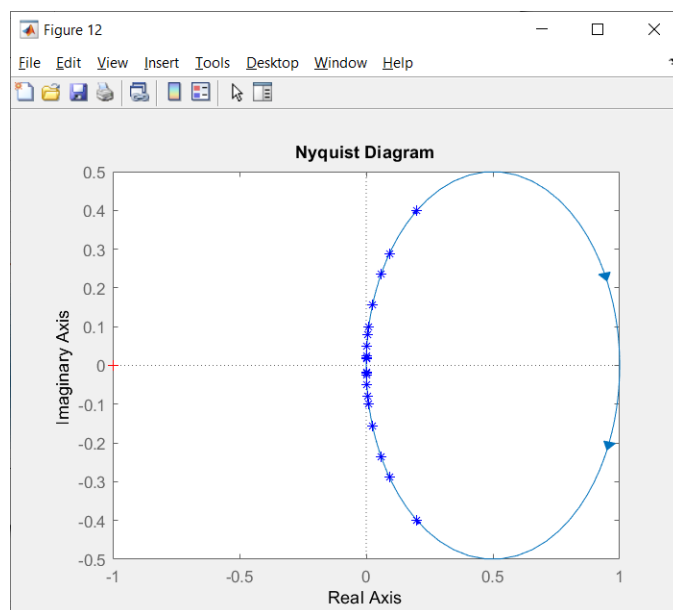 Figure 12
File Edit View Insert Tools Desktop Window Help
Nyquist Diagram
0.5
0.4
0.3
0.2
0.1
0
-0.1
-0.2
-0.3
-0.4
-0.5
Imaginary Axis
-1 -0.5 0 0.5 1
Real Axis